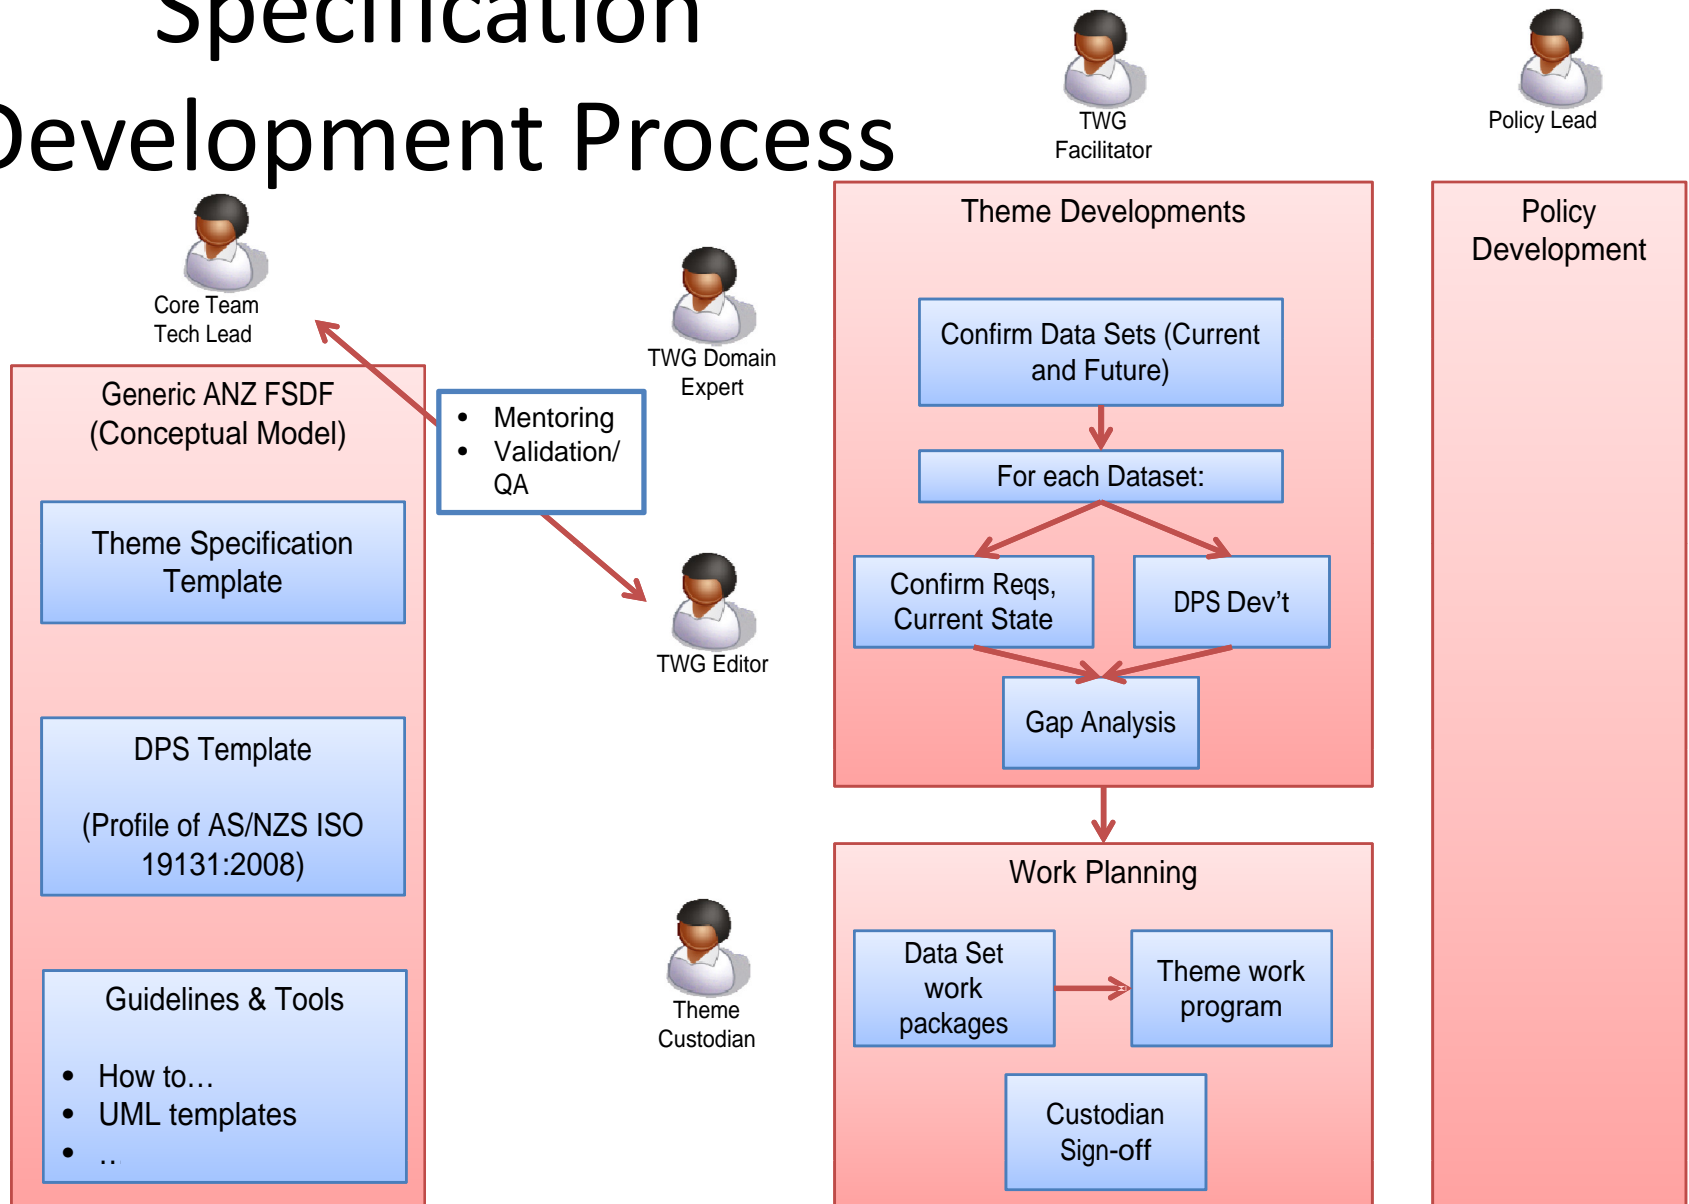 Specification
Development Process
TWG
Facilitator
Policy Lead
Core Team
Tech Lead
Generic ANZ FSDF
(Conceptual Model)
Theme Specification
Template
DPS Template
(Profile of AS/NZS ISO
19131:2008)
Guidelines & Tools
• How to…
• UML templates
• …
• Mentoring
• Validation/
QA
TWG Domain
Expert
TWG Editor
Theme
Custodian
Theme Developments
Confirm Data Sets (Current
and Future)
For each Dataset:
Confirm Reqs,
Current State
DPS Dev’t
Gap Analysis
Work Planning
Data Set
work
packages
Theme work
program
Custodian
Sign-off
Policy
Development